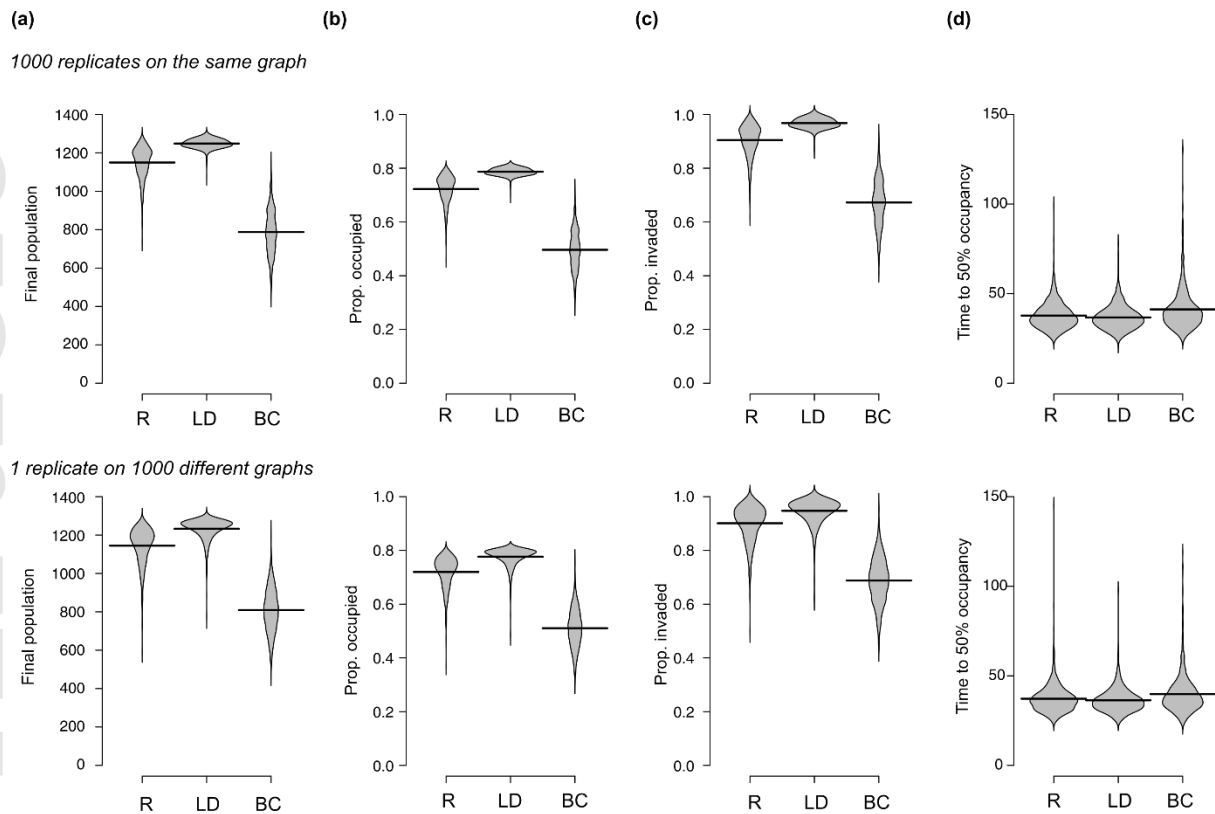 (a) (b) (c) (d)
1000 replicates on the same graph
Final population
1400
1200
1000
800
600
400
200
0
R LD BC
Prop. occupied
1.0
0.8
0.6
0.4
0.2
0.0
R LD BC
Prop. invaded
1.0
0.8
0.6
0.4
0.2
0.0
R LD BC
Time to 50% occupancy
150
100
50
0
R LD BC
1 replicate on 1000 different graphs
Final population
1400
1200
1000
800
600
400
200
0
R LD BC
Prop. occupied
1.0
0.8
0.6
0.4
0.2
0.0
R LD BC
Prop. invaded
1.0
0.8
0.6
0.4
0.2
0.0
R LD BC
Time to 50% occupancy
150
100
50
0
R LD BC